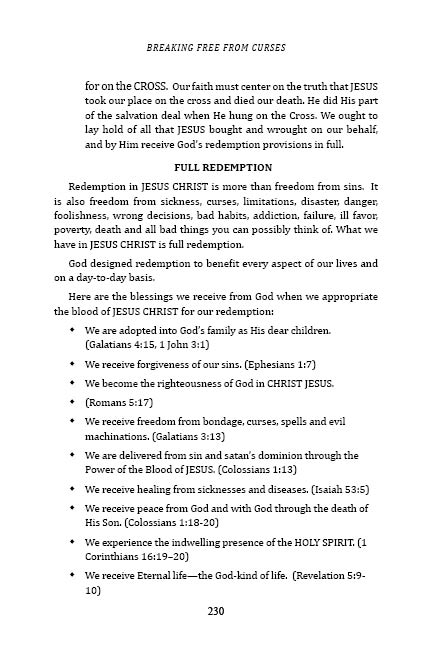 BREAKING FREE FROM CURSES
for on the CROSS. Our faith must center on the truth that JESUS
took our place on the cross and died our death. He did His part
of the salvation deal when He hung on the Cross. We ought to
lay hold of all that JESUS bought and wrought on our behalf,
and by Him receive God's redemption provisions in full.
FULL REDEMPTION
Redemption in JESUS CHRIST is more than freedom from sins. It
is also freedom from sickness, curses, limitations, disaster, danger,
foolishness, wrong decisions, bad habits, addiction, failure, ill favor,
poverty, death and all bad things you can possibly think of. What we
have in JESUS CHRIST is full redemption.
God designed redemption to benefit every aspect of our lives and
on a day-to-day basis.
Here are the blessings we receive from God when we appropriate
the blood of JESUS CHRIST for our redemption:
◆ We are adopted into God's family as His dear children.
(Galatians 4:15, 1 John 3:1)
◆ We receive forgiveness of our sins. (Ephesians 1:7)
◆ We become the righteousness of God in CHRIST JESUS.
◆ (Romans 5:17)
◆ We receive freedom from bondage, curses, spells and evil
machinations. (Galatians 3:13)
◆ We are delivered from sin and satan's dominion through the
Power of the Blood of JESUS. (Colossians 1:13)
◆ We receive healing from sicknesses and diseases. (Isaiah 53:5)
◆ We receive peace from God and with God through the death of
His Son. (Colossians 1:18-20)
◆ We experience the indwelling presence of the HOLY SPIRIT. (1
Corinthians 16:19–20)
◆ We receive Eternal life—the God-kind of life. (Revelation 5:9-
10)
230